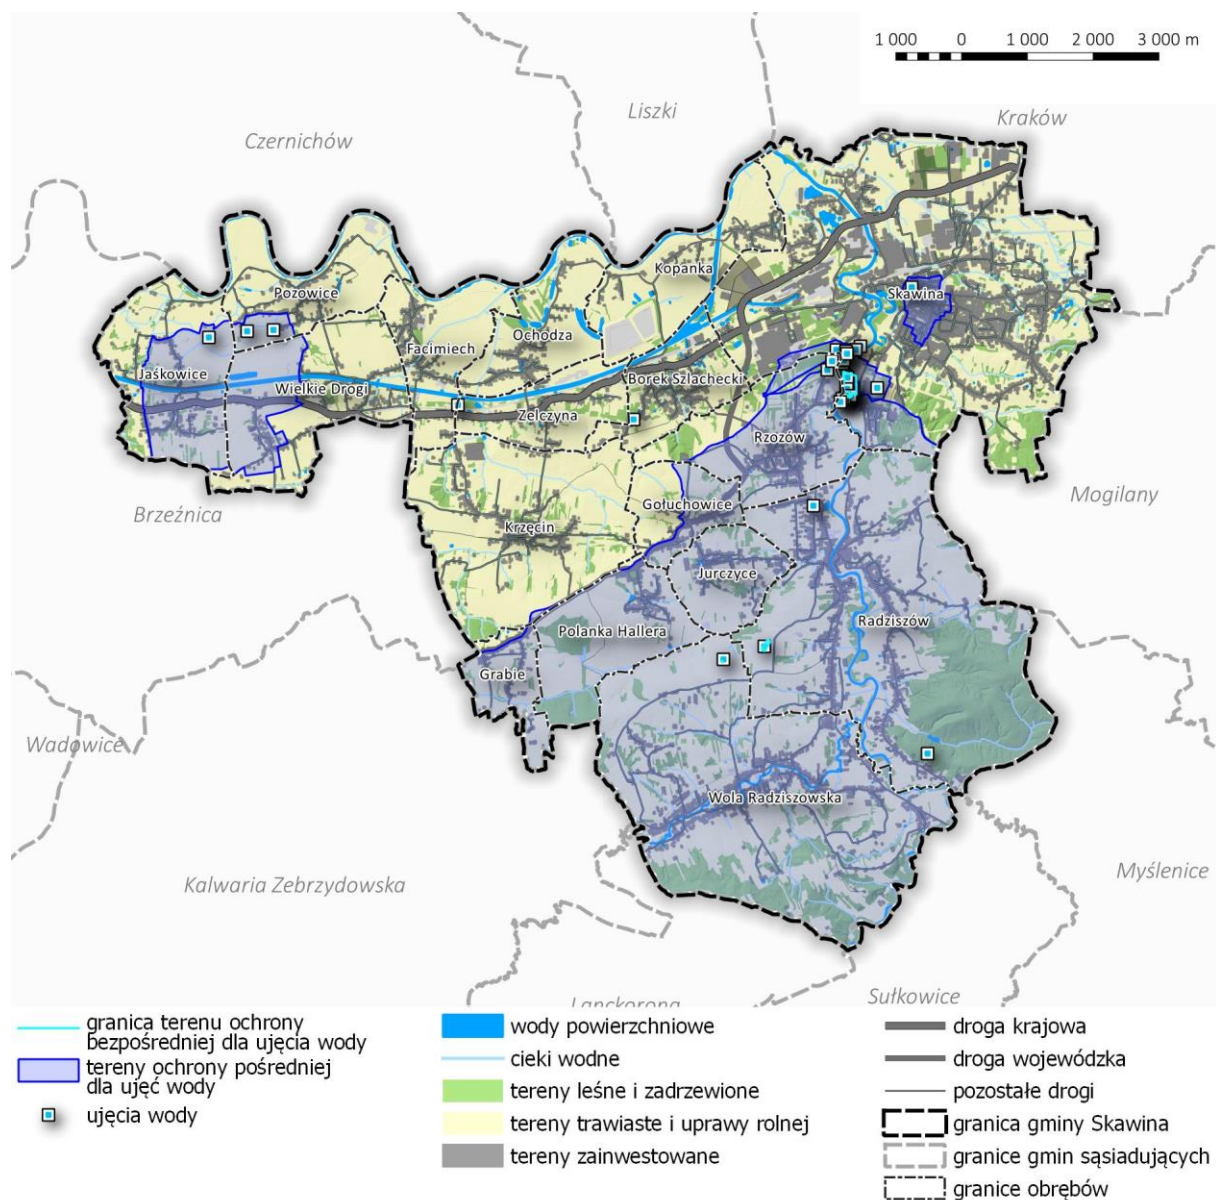 1 000 0 1 000 2 000 3 000 m
Liszki
Kraków
Czernichów
Kopanka
Skawina
Pozowice
Ochodza
Facimiech
Jaśkowice
Borek Szlachecki
Wielkie Drogi
Zelczyna
Rzozów
Mogilany
Brzeźnica
Gołuchowice
Krzęcin
Jurczyce
Polanka Hallera
Radziszów
Grabie
Wadowice
Wola Radziszowska
Myślenice
Kalwaria Zebrzydowska
Sułkowice
Lanckorona
granica terenu ochrony
bezpośredniej dla ujęcia wody
tereny ochrony pośredniej
dla ujęć wody
ujęcia wody
wody powierzchniowe
cieki wodne
tereny leśne i zadrzewione
tereny trawiaste i uprawy rolnej
tereny zainwestowane
droga krajowa
droga wojewódzka
pozostałe drogi
granica gminy Skawina
granice gmin sąsiadujących
granice obrębów